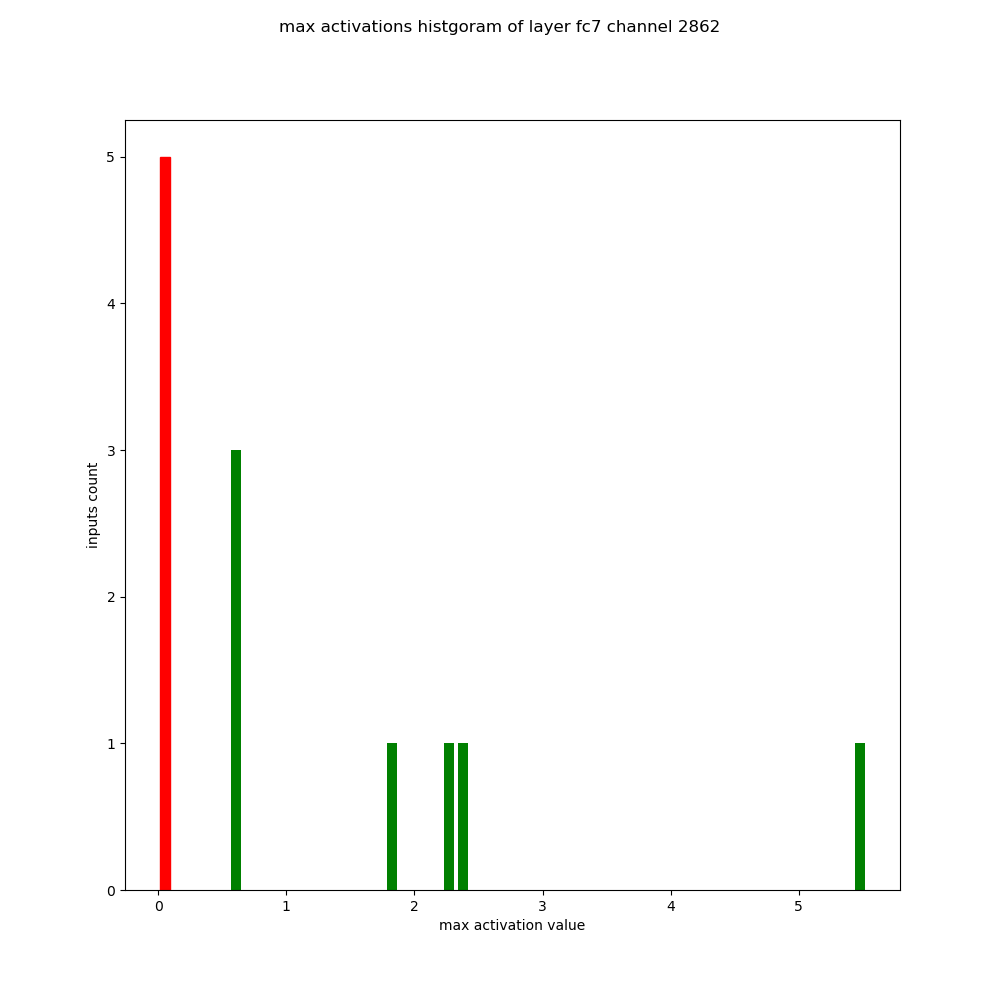 max activations histgoram of layer fc7 channel 2862
5
4
3
2
1
0
inputs count
0 1 2 3 4 5
max activation value